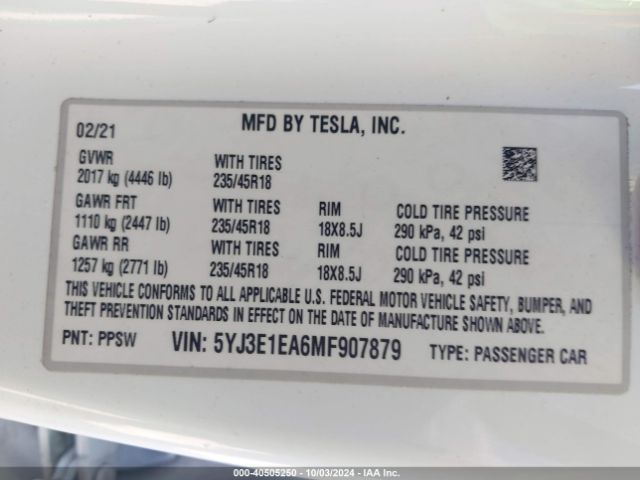 MFD BY TESLA, INC.
02/21
GVWR WITH TIRES
2017 kg (4446 lb) 235/45R18
GAWR FRT WITH TIRES RIM COLD TIRE PRESSURE
1110 kg (2447 lb) 235/45R18 18X8.5J 290 kPa, 42 psi
GAWR RR WITH TIRES RIM COLD TIRE PRESSURE
1257 kg (2771 lb) 235/45R18 18X8.5J 290 kPa, 42 psi
THIS VEHICLE CONFORMS TO ALL APPLICABLE U.S. FEDERAL MOTOR VEHICLE SAFETY, BUMPER, AND
THEFT PREVENTION STANDARDS IN EFFECT ON THE DATE OF MANUFACTURE SHOWN ABOVE.
PNT: PPSW VIN: 5YJ3E1EA6MF907879 TYPE: PASSENGER CAR
000-40505250 - 10/03/2024 - IAA Inc.